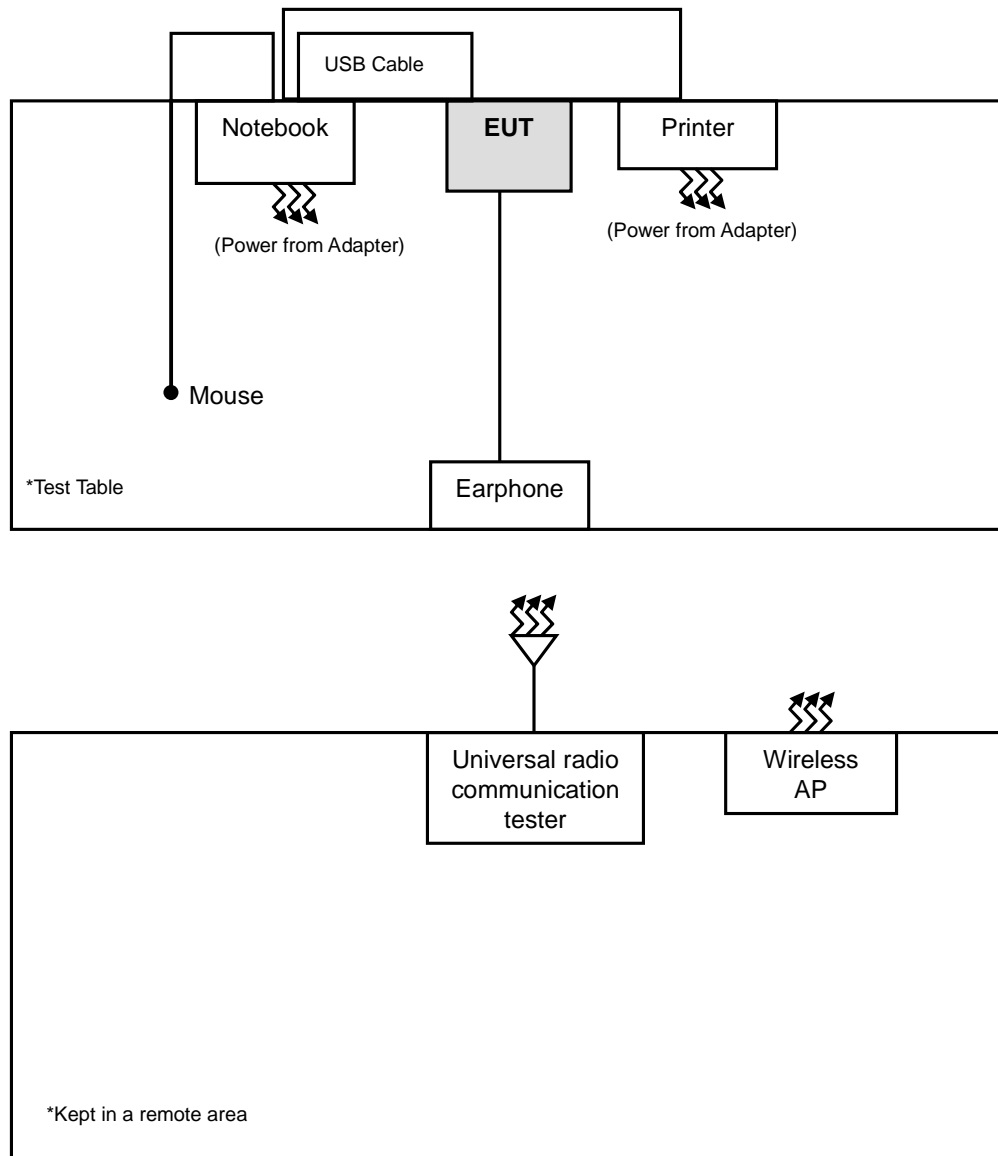 USB Cable
Notebook
EUT
Printer
(Power from Adapter)
(Power from Adapter)
Mouse
*Test Table
Earphone
Universal radio
communication
tester
Wireless
AP
*Kept in a remote area